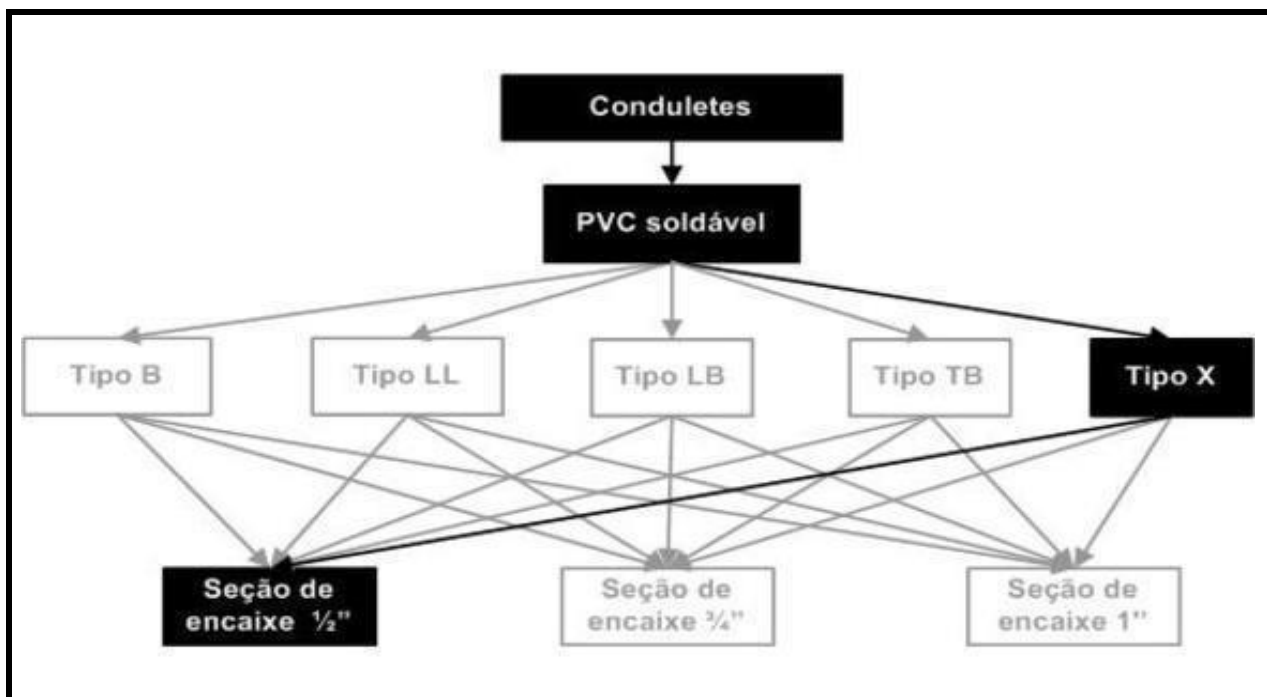 Conduletes
PVC soldável
Tipo B
Tipo LL
Tipo LB
Tipo TB
Tipo X
Seção de
encaixe ½”
Seção de
encaixe ¾”
Seção de
encaixe 1”